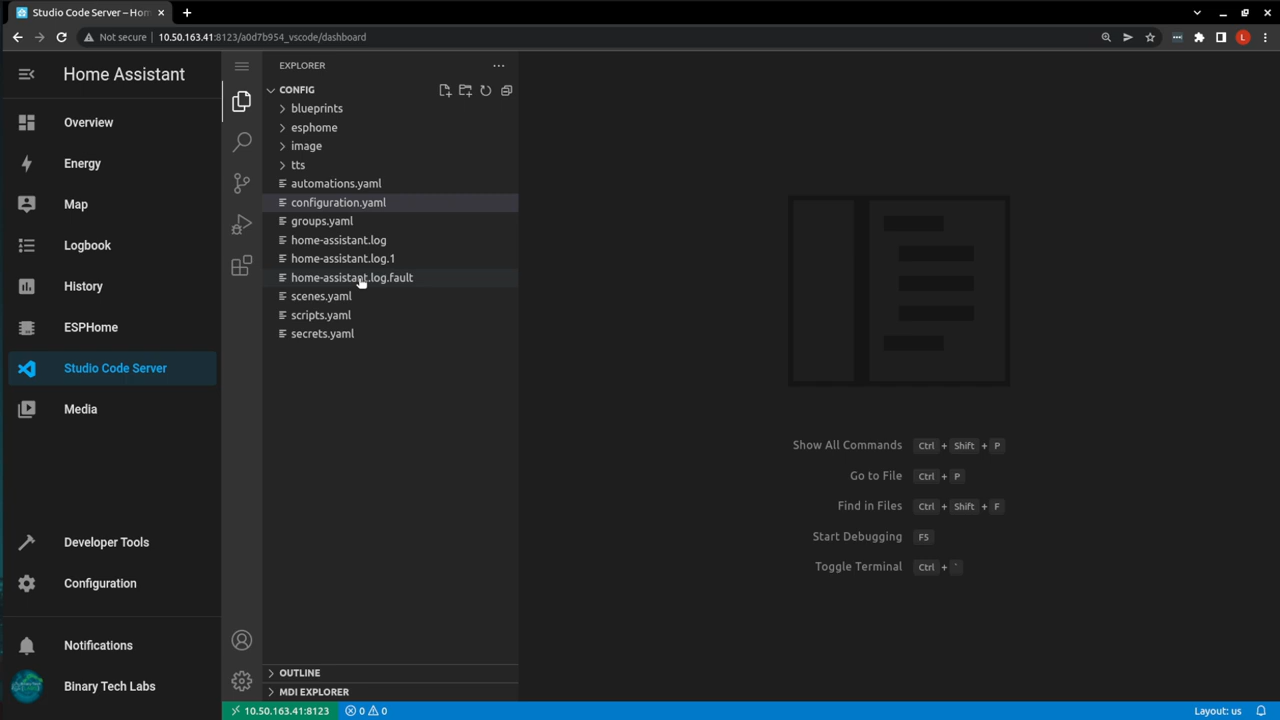 Studio Code Server – Hom
Not secure
10.50.163.41:8123/a0d7b954_vscode/dashboard
L
Home Assistant
Overview
Energy
Map
Logbook
History
ESPHome
Studio Code Server
Media
Developer Tools
Configuration
Notifications
Binary Tech Labs
EXPLORER
CONFIG
blueprints
esphome
image
tts
automations.yaml
configuration.yaml
groups.yaml
home-assistant.log
home-assistant.log.1
home-assistant.log.fault
scenes.yaml
scripts.yaml
secrets.yaml
OUTLINE
MDI EXPLORER
Show All Commands Ctrl + Shift + P
Go to File Ctrl + P
Find in Files Ctrl + Shift + F
Start Debugging F5
Toggle Terminal Ctrl + `
10.50.163.41:8123 0 0
Layout: us